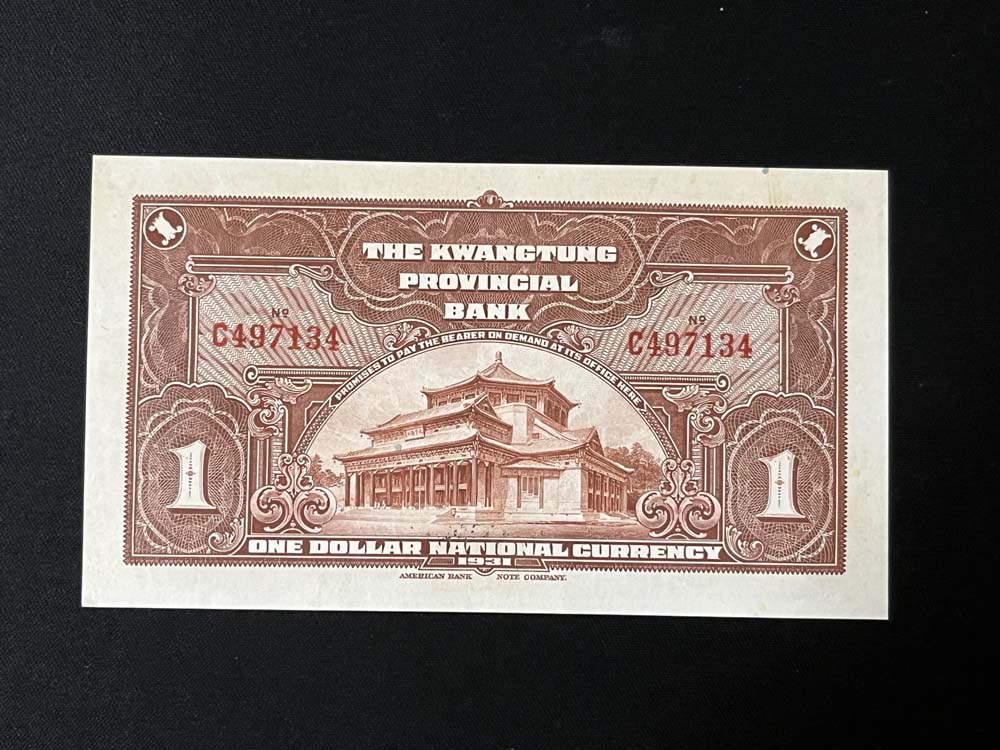 THE KWANGTUNG
PROVINCIAL
BANK
Nº
C497134
Nº
C497134
PROMISES TO PAY THE BEARER ON DEMAND AT ITS OFFICE HERE
1
1
ONE DOLLAR NATIONAL CURRENCY
1931
AMERICAN BANK NOTE COMPANY.